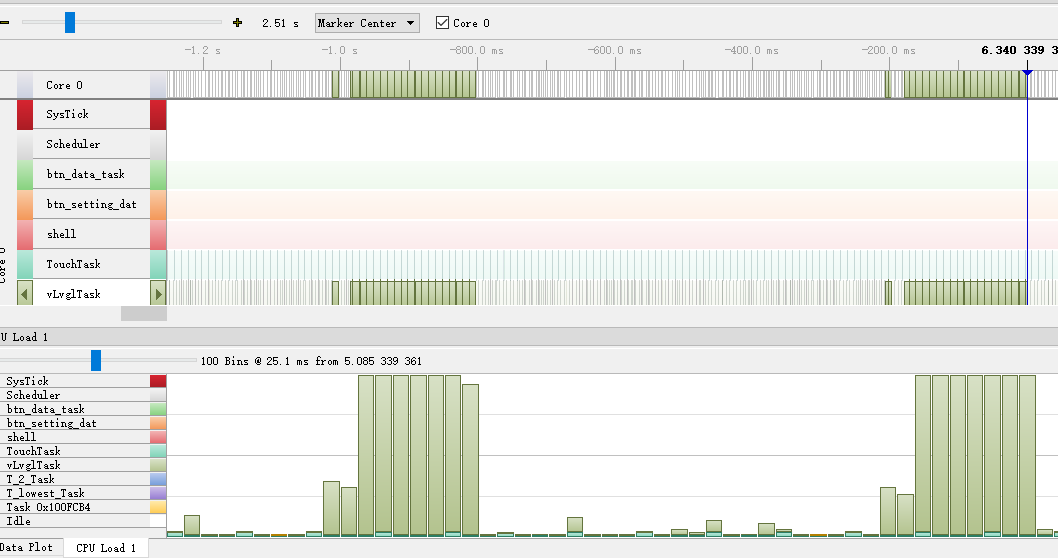 2.51 s Marker Center Core 0
-1.2 s -1.0 s -800.0 ms -600.0 ms -400.0 ms -200.0 ms 6.340 339 3
Core 0
SysTick
Scheduler
btn_data_task
btn_setting_dat
shell
Core 0
TouchTask
vLvglTask
U Load 1
100 Bins @ 25.1 ms from 5.085 339 361
SysTick
Scheduler
btn_data_task
btn_setting_dat
shell
TouchTask
vLvglTask
T_2_Task
T_lowest_Task
Task 0x100FCB4
Idle
Data Plot CPU Load 1